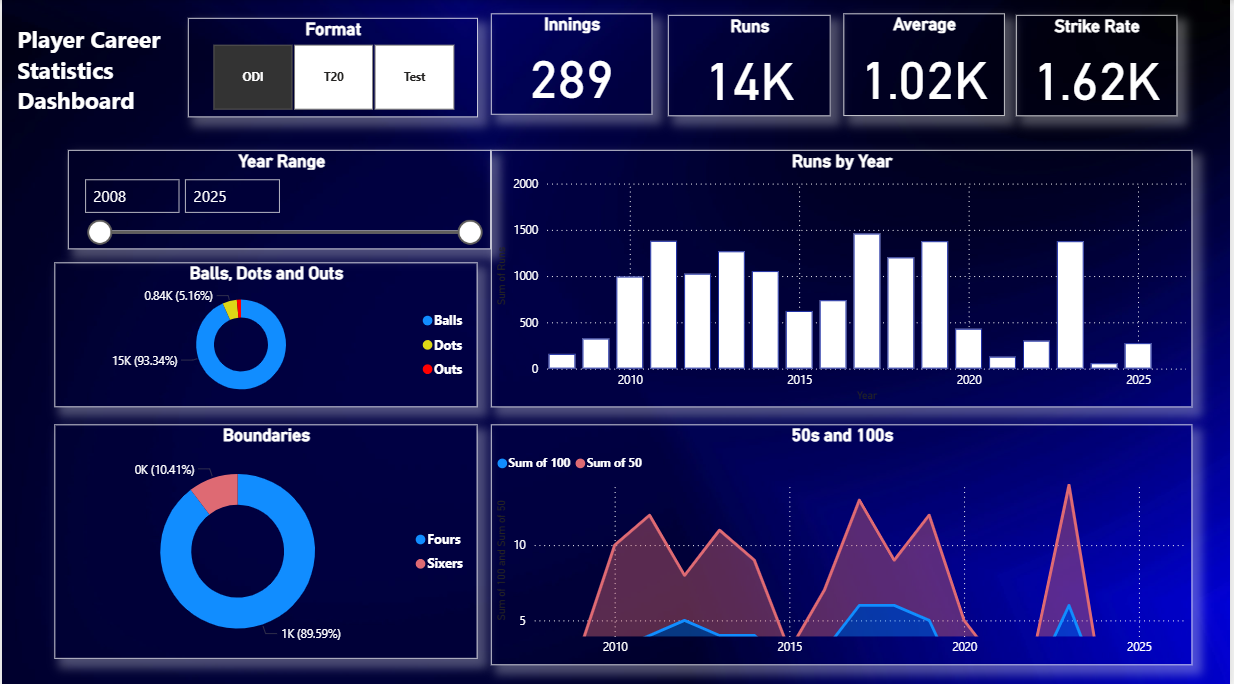 Player Career
Statistics
Dashboard
Format
ODI
T20
Test
Innings
289
Runs
14K
Average
1.02K
Strike Rate
1.62K
Year Range
2008
2025
Runs by Year
2000
1500
1000
500
0
Sum of Runs
2010
2015
2020
2025
Year
Balls, Dots and Outs
0.84K (5.16%)
15K (93.34%)
Balls
Dots
Outs
Boundaries
0K (10.41%)
1K (89.59%)
Fours
Sixers
50s and 100s
Sum of 100
Sum of 50
Sum of 100 and Sum of 50
10
5
2010
2015
2020
2025